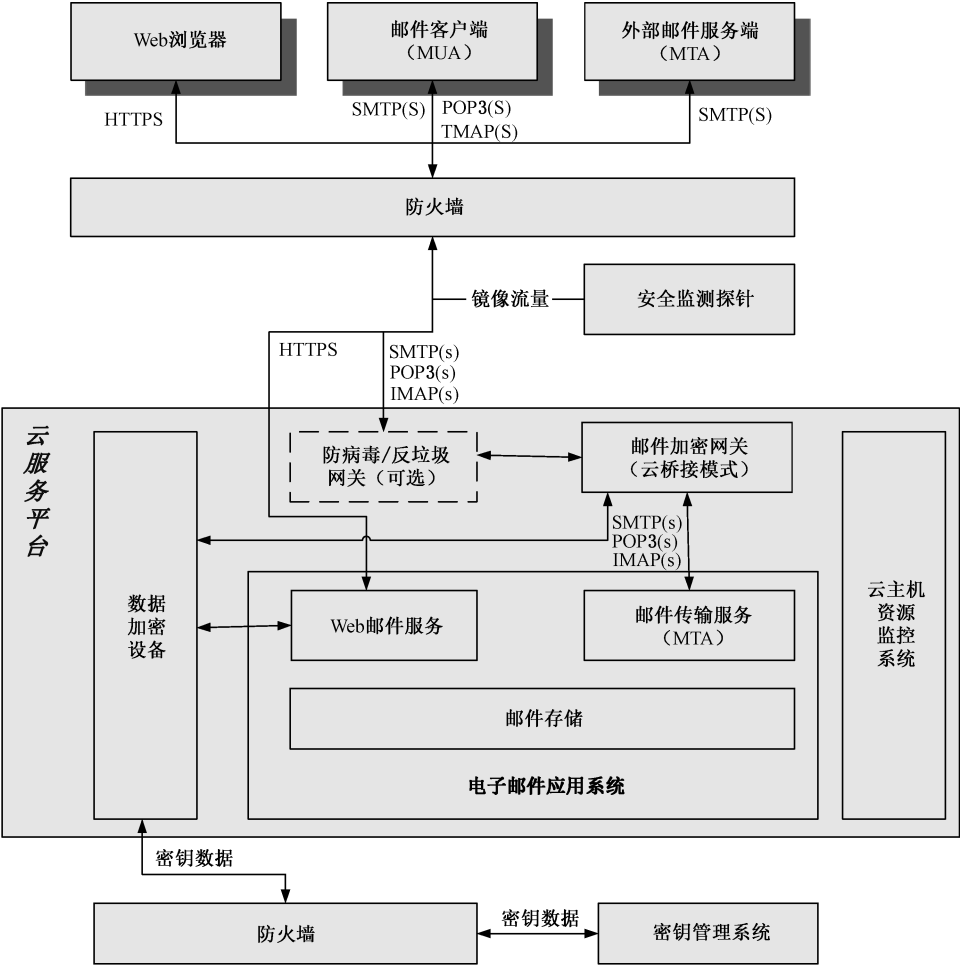 Web浏览器
邮件客户端
（MUA）
外部邮件服务端
（MTA）
HTTPS
SMTP(S)
POP3(S)
TMAP(S)
SMTP(S)
防火墙
镜像流量
安全监测探针
HTTPS
SMTP(s)
POP3(s)
IMAP(s)
云服务平台
防病毒/反垃圾
网关（可选）
邮件加密网关
（云桥接模式）
SMTP(s)
POP3(s)
IMAP(s)
数据
加密
设备
Web邮件服务
邮件传输服务
（MTA）
云主机
资源
监控
系统
邮件存储
电子邮件应用系统
密钥数据
防火墙
密钥数据
密钥管理系统